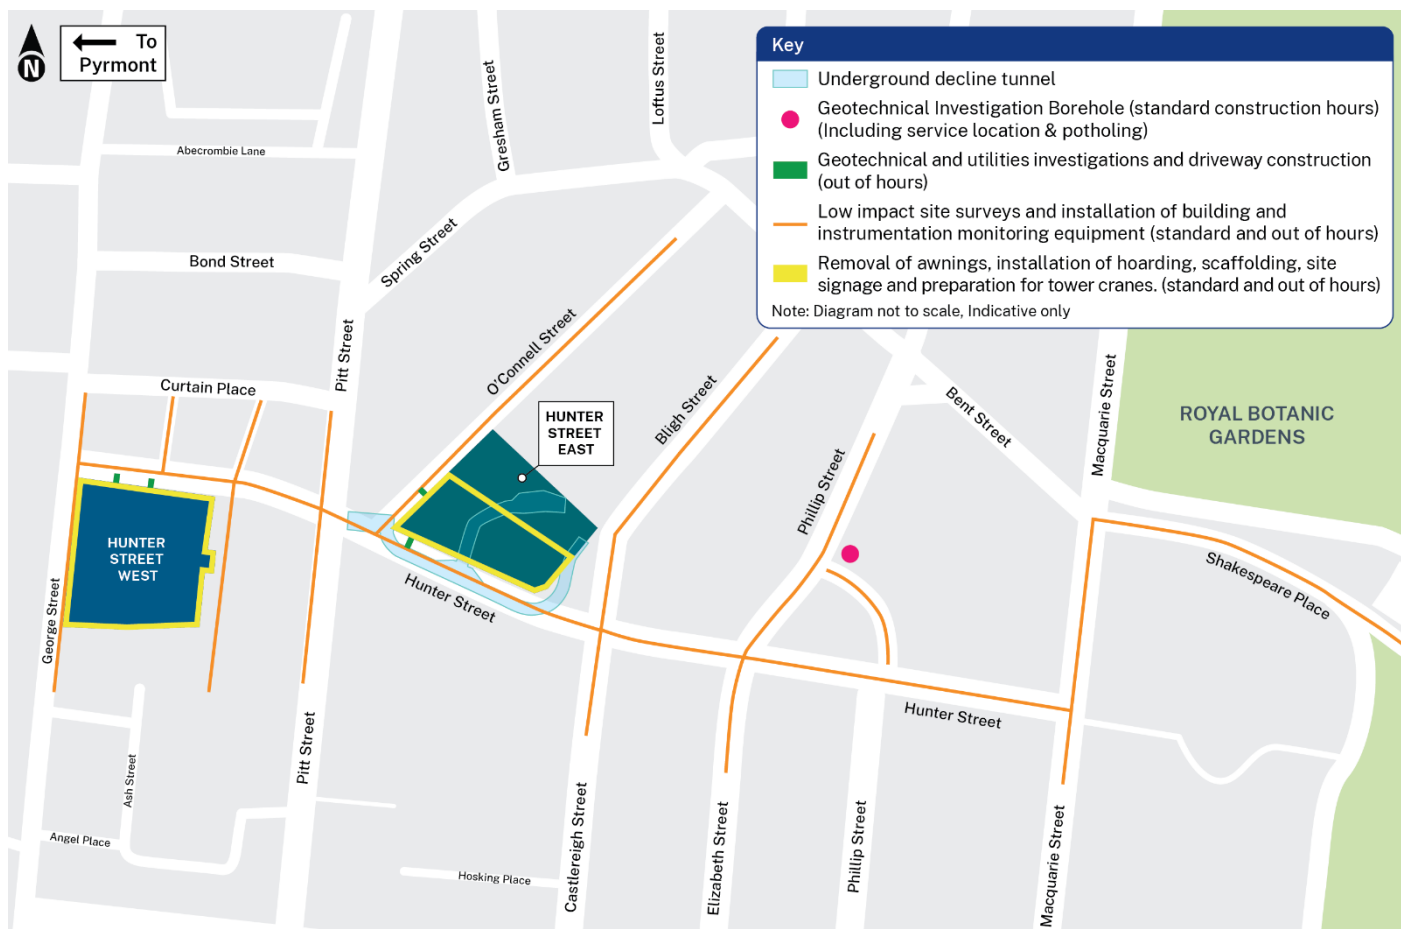 N
To
Pyrmont
Key
Underground decline tunnel
Geotechnical Investigation Borehole (standard construction hours)
(Including service location & potholing)
Geotechnical and utilities investigations and driveway construction
(out of hours)
Low impact site surveys and installation of building and
instrumentation monitoring equipment (standard and out of hours)
Removal of awnings, installation of hoarding, scaffolding, site
signage and preparation for tower cranes. (standard and out of hours)
Note: Diagram not to scale, Indicative only
Loftus Street
Gresham Street
Abecrombie Lane
Spring Street
Bond Street
Pitt Street
O'Connell Street
Curtain Place
Bligh Street
Bent Street
Macquarie Street
ROYAL BOTANIC
GARDENS
HUNTER
STREET
EAST
Phillip Street
HUNTER
STREET
WEST
George Street
Hunter Street
Shakespeare Place
Hunter Street
Pitt Street
Ash Street
Angel Place
Hosking Place
Castlereigh Street
Elizabeth Street
Phillip Street
Macquarie Street